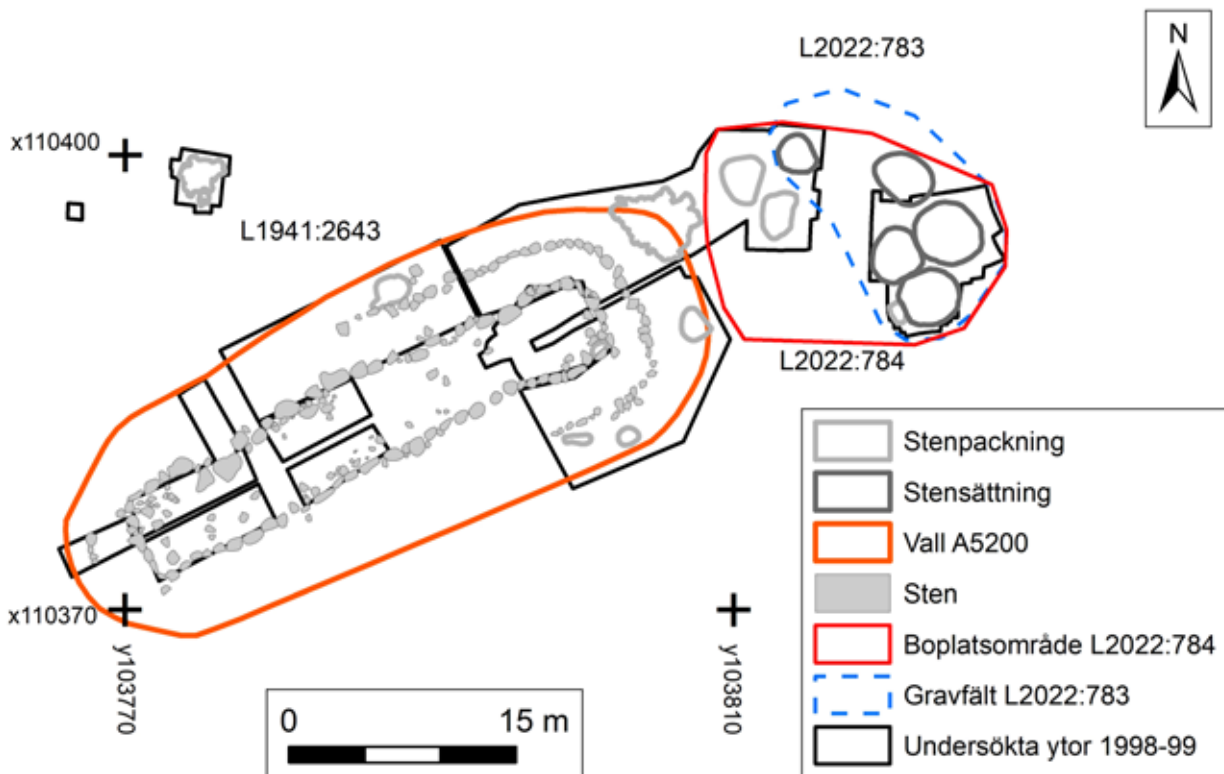 N
L2022:783
x110400
L1941:2643
L2022:784
Stenpackning
Stensättning
Vall A5200
Sten
Boplatsområde L2022:784
Gravfält L2022:783
Undersökta ytor 1998-99
x110370
y103770
y103810
0 15 m